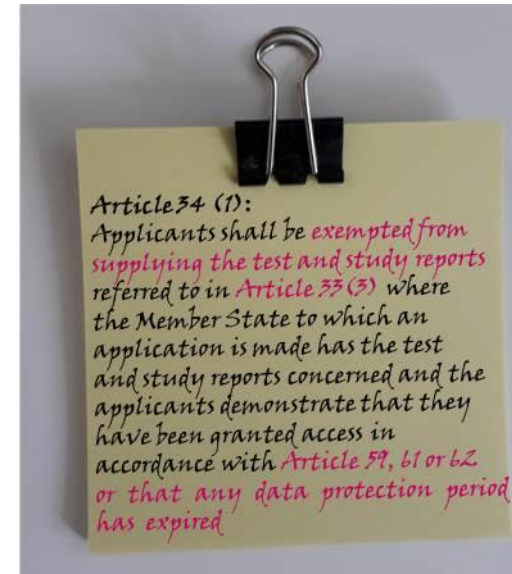 Article 34 (1):
Applicants shall be exempted from
supplying the test and study reports
referred to in Article 33(3) where
the Member State to which an
application is made has the test
and study reports concerned and the
applicants demonstrate that they
have been granted access in
accordance with Article 59, 61 or 62
or that any data protection period
has expired